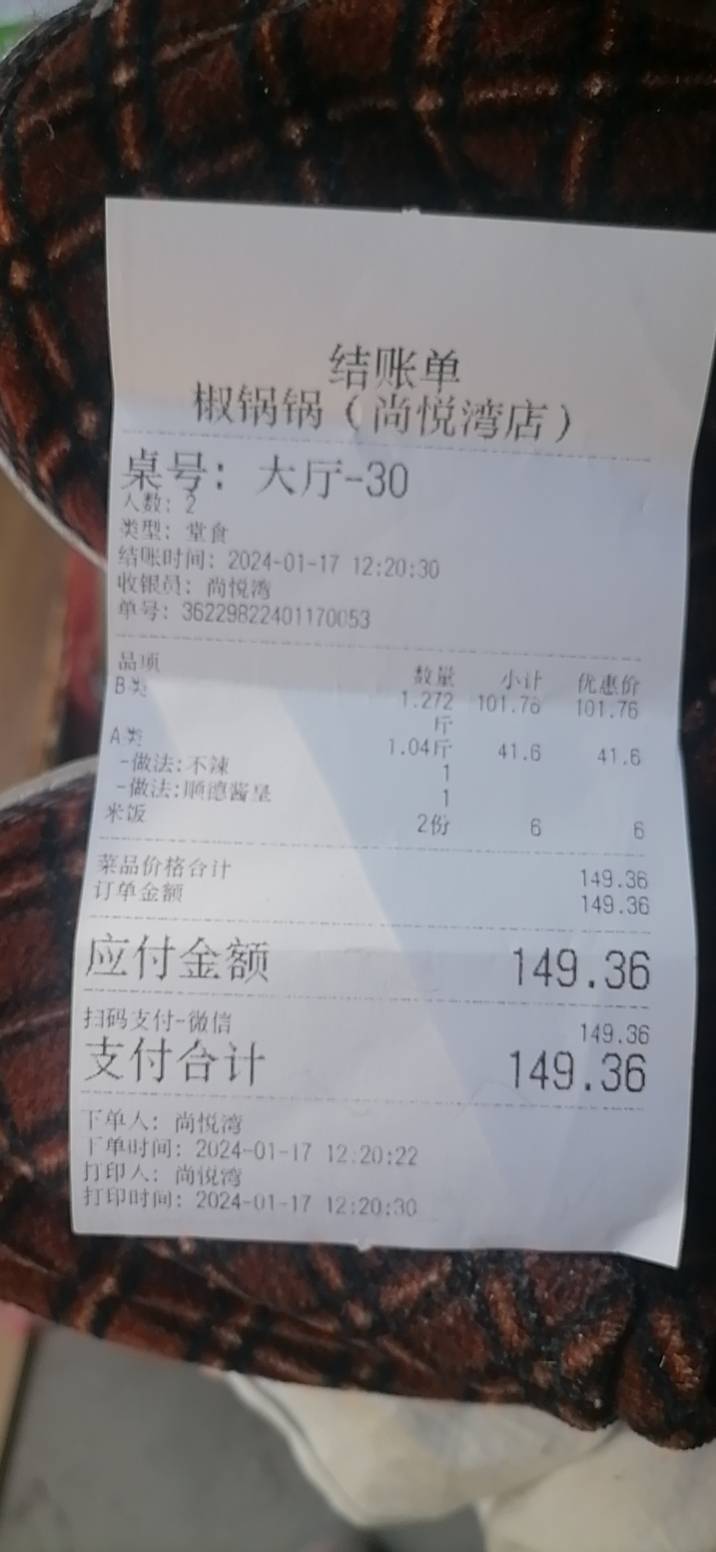 结账单
椒锅锅（尚悦湾店）
桌号：大厅-30
人数：2
类型：堂食
结账时间：2024-01-17 12:20:30
收银员：尚悦湾
单号：36229822401170053
品项 数量 小计 优惠价
B类 1.272 101.76 101.76
斤
A类 1.04斤 41.6 41.6
-做法:不辣 1
-做法:顺德酱皇 1
米饭 2份 6 6
菜品价格合计 149.36
订单金额 149.36
应付金额 149.36
扫码支付-微信 149.36
支付合计 149.36
下单人：尚悦湾
下单时间：2024-01-17 12:20:22
打印人：尚悦湾
打印时间：2024-01-17 12:20:30